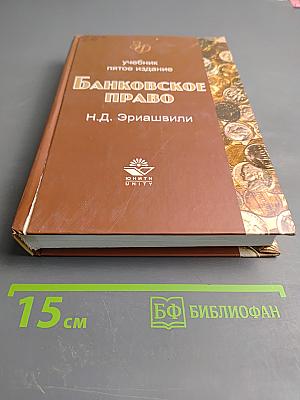 учебник
пятое издание
Банковское
право
Н.Д. Эриашвили
ЮНИТИ
UNITY
15 см
БФ БИБЛИОФАН